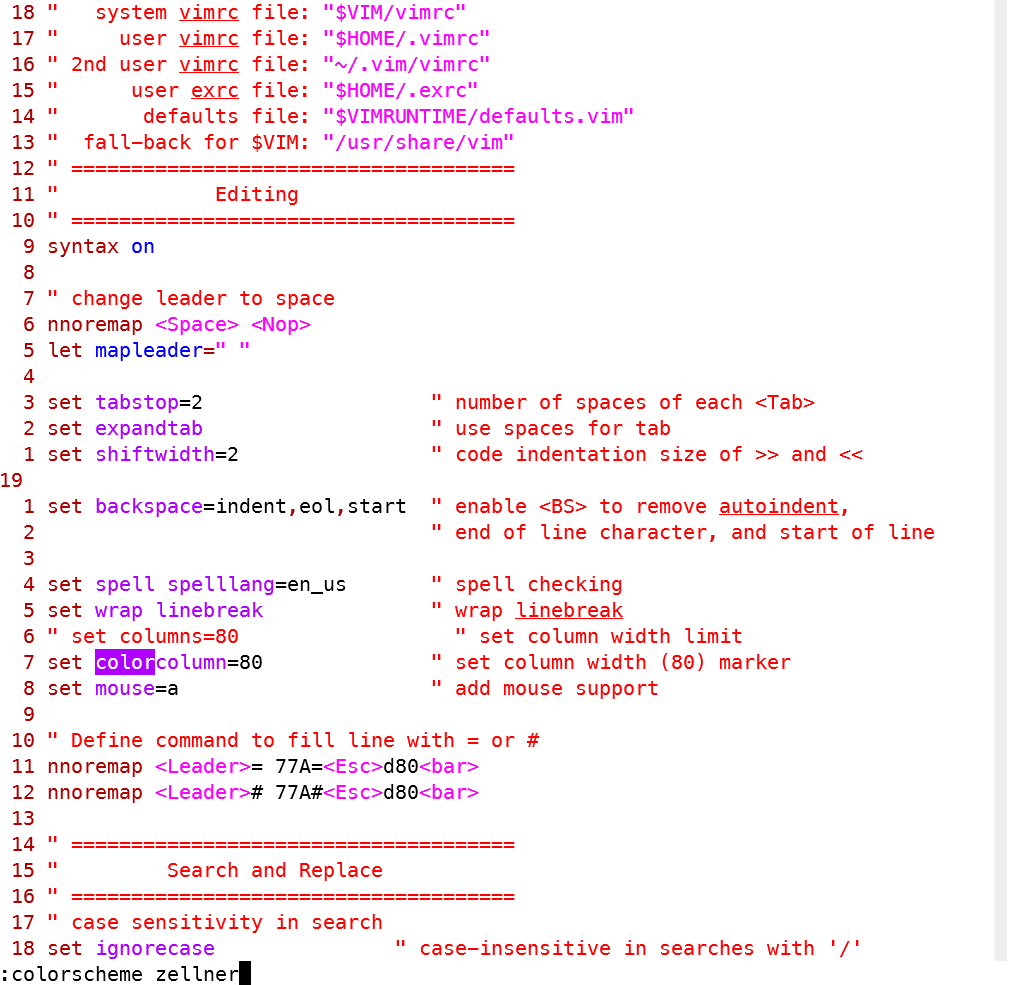 18 "   system vimrc file: "$VIM/vimrc"
17 "     user vimrc file: "$HOME/.vimrc"
16 " 2nd user vimrc file: "~/.vim/vimrc"
15 "      user exrc file: "$HOME/.exrc"
14 "       defaults file: "$VIMRUNTIME/defaults.vim"
13 "  fall-back for $VIM: "/usr/share/vim"
12 " =====================================
11 "             Editing
10 " =====================================
 9 syntax on
 8
 7 " change leader to space
 6 nnoremap <Space> <Nop>
 5 let mapleader=" "
 4
 3 set tabstop=2                   " number of spaces of each <Tab>
 2 set expandtab                   " use spaces for tab
 1 set shiftwidth=2                " code indentation size of >> and <<
19
 1 set backspace=indent,eol,start  " enable <BS> to remove autoindent,
 2                                 " end of line character, and start of line
 3
 4 set spell spelllang=en_us       " spell checking
 5 set wrap linebreak              " wrap linebreak
 6 " set columns=80                  " set column width limit
 7 set colorcolumn=80              " set column width (80) marker
 8 set mouse=a                     " add mouse support
 9
10 " Define command to fill line with = or #
11 nnoremap <Leader>= 77A=<Esc>d80<bar>
12 nnoremap <Leader># 77A#<Esc>d80<bar>
13
14 " =====================================
15 "         Search and Replace
16 " =====================================
17 " case sensitivity in search
18 set ignorecase               " case-insensitive in searches with '/'
:colorscheme zellner